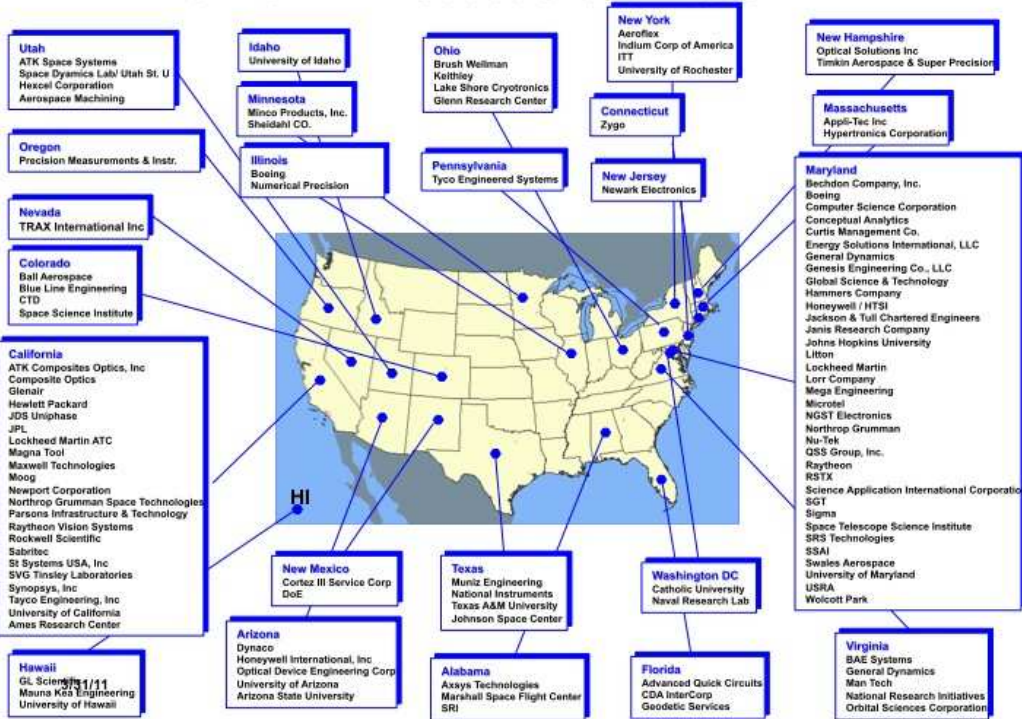 Utah
ATK Space Systems
Space Dyamics Lab/ Utah St. U
Hexcel Corporation
Aerospace Machining
Idaho
University of Idaho
Minnesota
Minco Products, Inc.
Sheidahl CO.
Ohio
Brush Wellman
Keithley
Lake Shore Cryotronics
Glenn Research Center
New York
Aeroflex
Indium Corp of America
ITT
University of Rochester
New Hampshire
Optical Solutions Inc
Timkin Aerospace & Super Precision
Connecticut
Zygo
Massachusetts
Appli-Tec Inc
Hypertronics Corporation
Oregon
Precision Measurements & Instr.
Illinois
Boeing
Numerical Precision
Pennsylvania
Tyco Engineered Systems
New Jersey
Newark Electronics
Maryland
Bechdon Company, Inc.
Boeing
Computer Science Corporation
Conceptual Analytics
Curtis Management Co.
Energy Solutions International, LLC
General Dynamics
Genesis Engineering Co., LLC
Global Science & Technology
Hammers Company
Honeywell / HTSI
Jackson & Tull Chartered Engineers
Janis Research Company
Johns Hopkins University
Litton
Lockheed Martin
Lorr Company
Mega Engineering
Microtel
NGST Electronics
Northrop Grumman
Nu-Tek
QSS Group, Inc.
Raytheon
RSTX
Science Application International Corporatio
SGT
Sigma
Space Telescope Science Institute
SRS Technologies
SSAI
Swales Aerospace
University of Maryland
USRA
Wolcott Park
Nevada
TRAX International Inc
Colorado
Ball Aerospace
Blue Line Engineering
CTD
Space Science Institute
California
ATK Composites Optics, Inc
Composite Optics
Glenair
Hewlett Packard
JDS Uniphase
JPL
Lockheed Martin ATC
Magna Tool
Maxwell Technologies
Moog
Newport Corporation
Northrop Grumman Space Technologies
Parsons Infrastructure & Technology
Raytheon Vision Systems
Rockwell Scientific
Sabritec
St Systems USA, Inc
SVG Tinsley Laboratories
Synopsys, Inc
Tayco Engineering, Inc
University of California
Ames Research Center
HI
New Mexico
Cortez III Service Corp
DoE
Texas
Muniz Engineering
National Instruments
Texas A&M University
Johnson Space Center
Washington DC
Catholic University
Naval Research Lab
Arizona
Dynaco
Honeywell International, Inc
Optical Device Engineering Corp
University of Arizona
Arizona State University
Alabama
Axsys Technologies
Marshall Space Flight Center
SRI
Florida
Advanced Quick Circuits
CDA InterCorp
Geodetic Services
Virginia
BAE Systems
General Dynamics
Man Tech
National Research Initiatives
Orbital Sciences Corporation
Hawaii
GL Scientific
3/31/11
Mauna Kea Engineering
University of Hawaii